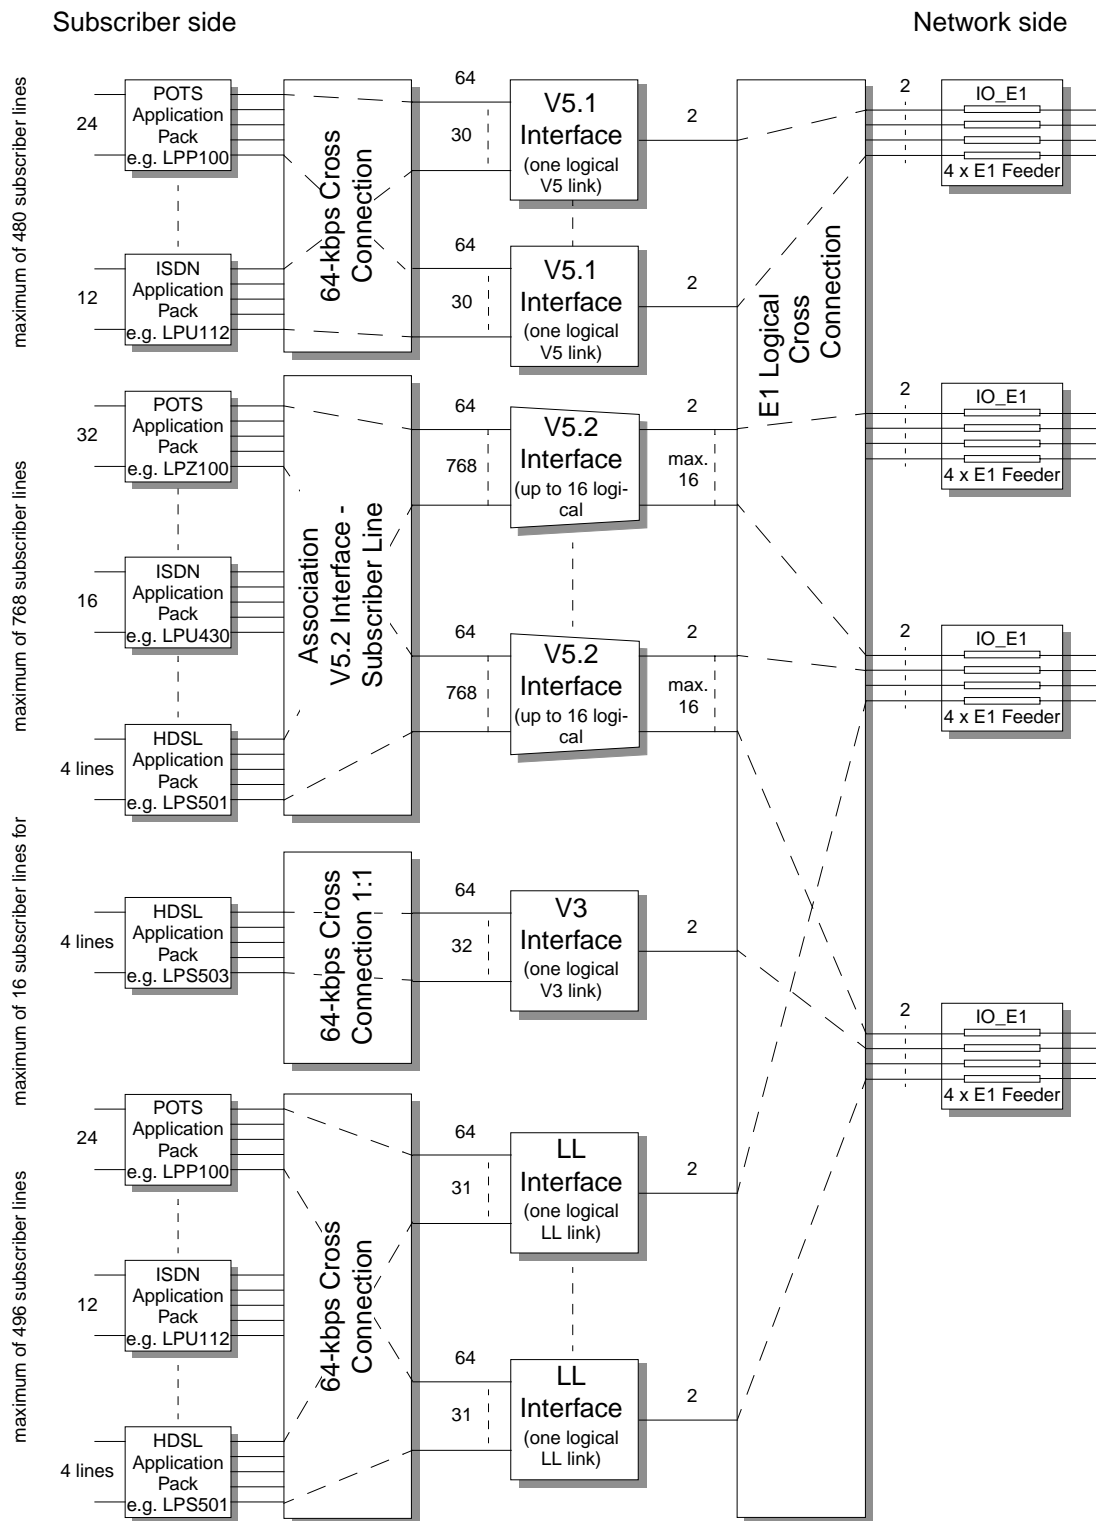 Subscriber side
Network side
maximum of 480 subscriber lines
24
POTS
Application
Pack
e.g. LPP100
12
ISDN
Application
Pack
e.g. LPU112
64-kbps Cross
Connection
64
30
V5.1
Interface
(one logical
V5 link)
2
64
30
V5.1
Interface
(one logical
V5 link)
2
E1 Logical
Cross
Connection
2
IO_E1
4 x E1 Feeder
maximum of 768 subscriber lines
32
POTS
Application
Pack
e.g. LPZ100
16
ISDN
Application
Pack
e.g. LPU430
4 lines
HDSL
Application
Pack
e.g. LPS501
Association
V5.2 Interface -
Subscriber Line
64
768
V5.2
Interface
(up to 16 logi-
cal
2
max.
16
64
768
V5.2
Interface
(up to 16 logi-
cal
2
max.
16
2
IO_E1
4 x E1 Feeder
2
IO_E1
4 x E1 Feeder
maximum of 16 subscriber lines for
4 lines
HDSL
Application
Pack
e.g. LPS503
64-kbps Cross
Connection 1:1
64
32
V3
Interface
(one logical
V3 link)
2
2
IO_E1
4 x E1 Feeder
maximum of 496 subscriber lines
24
POTS
Application
Pack
e.g. LPP100
12
ISDN
Application
Pack
e.g. LPU112
4 lines
HDSL
Application
Pack
e.g. LPS501
64-kbps Cross
Connection
64
31
LL
Interface
(one logical
LL link)
2
64
31
LL
Interface
(one logical
LL link)
2